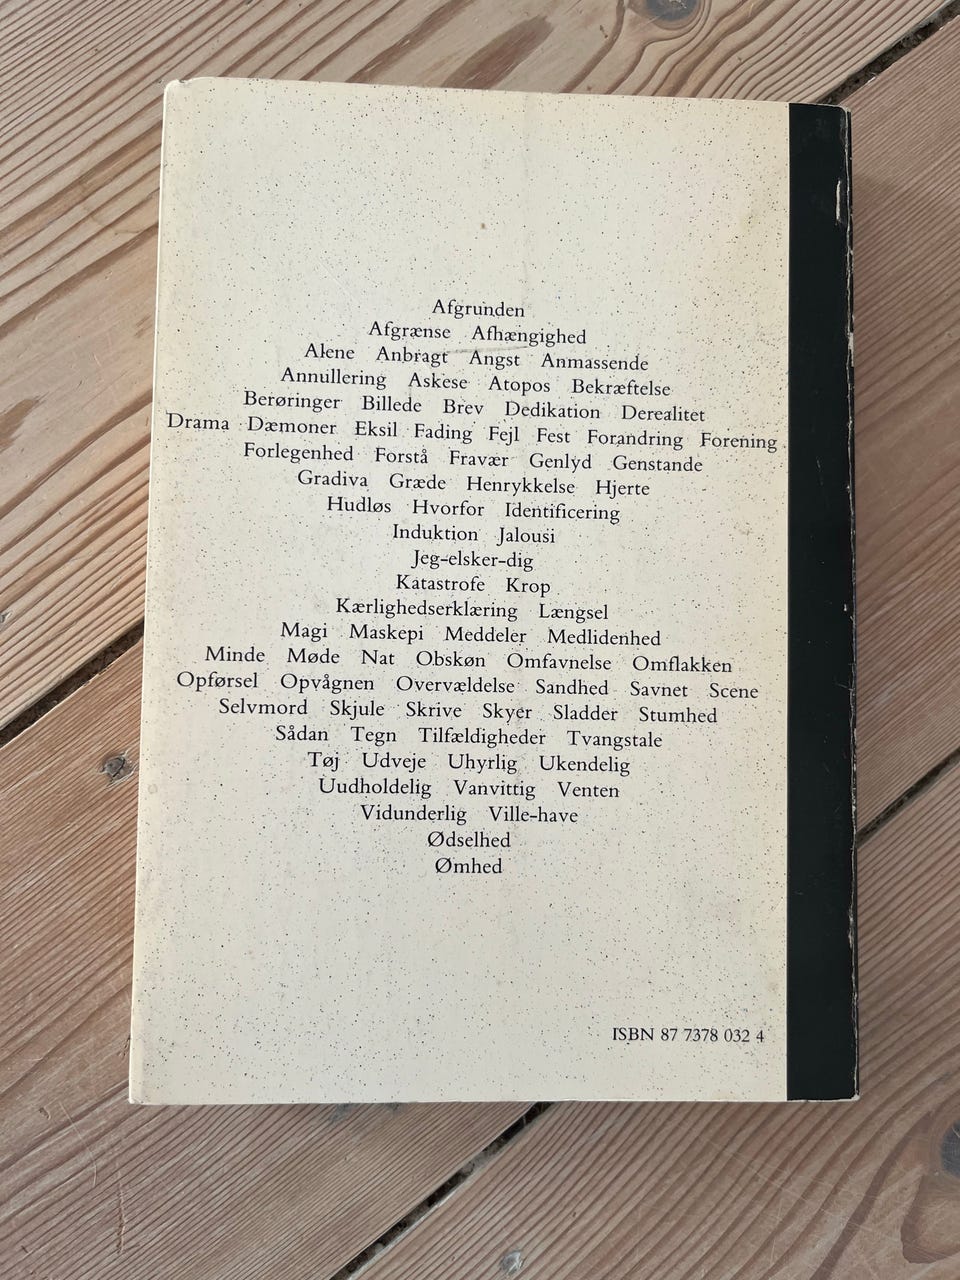 Afgrunden
Afgrænse Afhængighed
Alene Anbragt Angst Anmassende
Annullering Askese Atopos Bekræftelse
Berøringer Billede Brev Dedikation Derealitet
Drama Dæmoner Eksil Fading Fejl Fest Forandring Forening
Forlegenhed Forstå Fravær Genlyd Genstande
Gradiva Græde Henrykkelse Hjerte
Hudløs Hvorfor Identificering
Induktion Jalousi
Jeg-elsker-dig
Katastrofe Krop
Kærlighedserklæring Længsel
Magi Maskepi Meddeler Medlidenhed
Minde Møde Nat Obskøn Omfavnelse Omflakken
Opførsel Opvågnen Overvældelse Sandhed Savnet Scene
Selvmord Skjule Skrive Skyer Sladder Stumhed
Sådan Tegn Tilfældigheder Tvangstale
Tøj Udveje Uhyrlig Ukendelig
Uudholdelig Vanvittig Venten
Vidunderlig Ville-have
Ødselhed
Ømhed
ISBN 87 7378 032 4